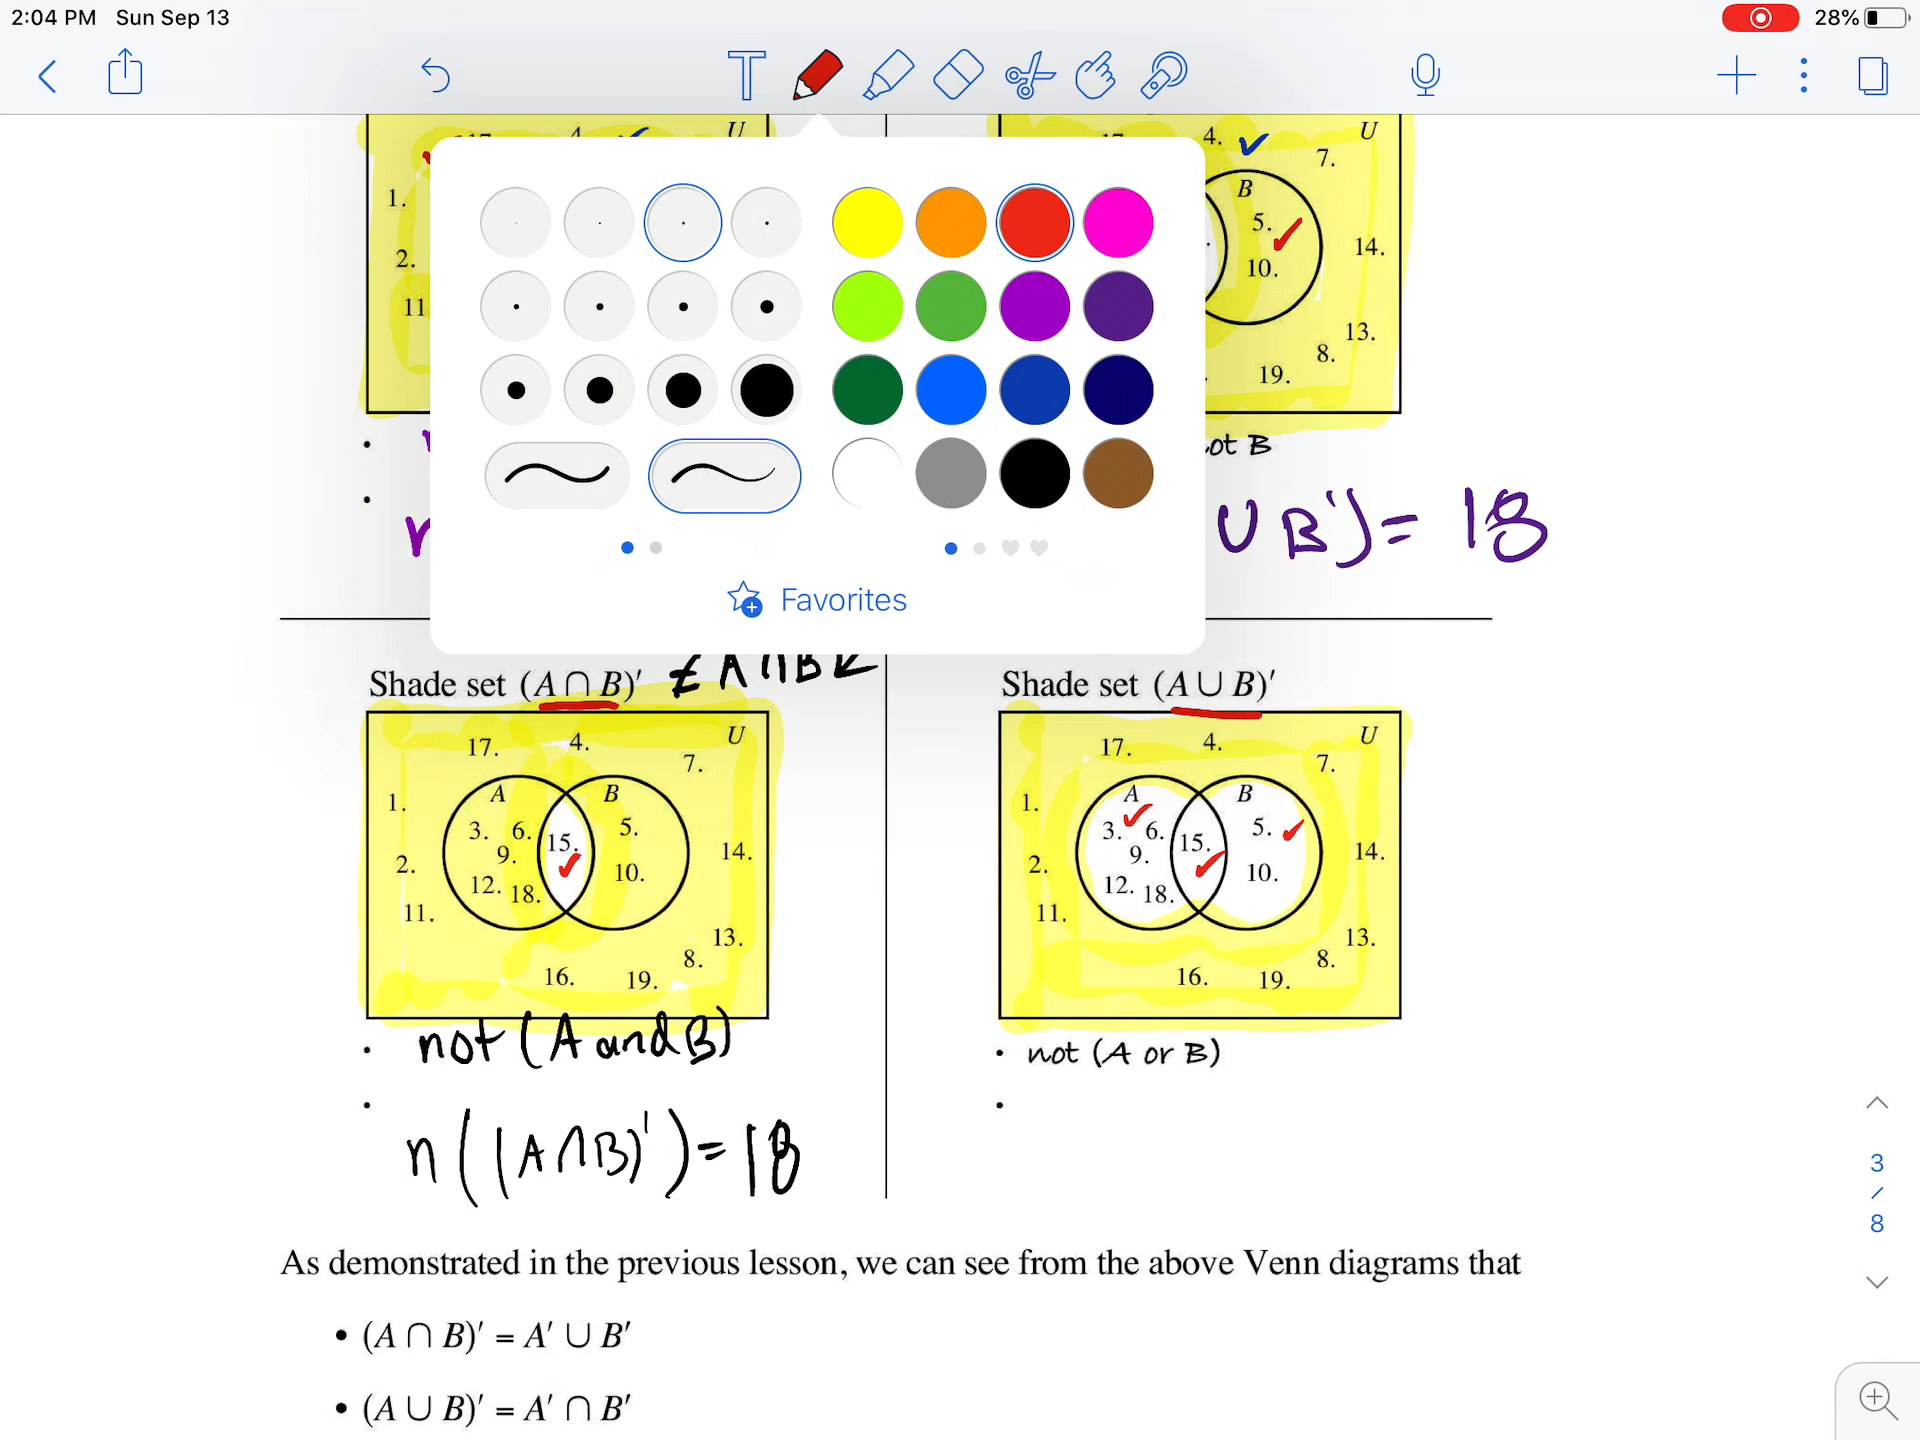 2:04 PM Sun Sep 13 28%
4. U 4. U
7.
1. B
5.
2. 14.
10.
11
13.
8.
19.
ot B
∪ B') = 18
Favorites
Shade set (A ∩ B)' A ∩ B
17. 4. U
7.
1. A B
3. 6. 15. 5.
9. 14.
2. 12. 18. 10.
11.
13.
8.
16. 19.
• not (A and B)
• n((A∩B)')=18
Shade set (A ∪ B)'
17. 4. U
7.
1. A B
3. 6. 15. 5.
9. 14.
2. 12. 18. 10.
11.
13.
8.
16. 19.
• not (A or B)
•
3
/
8
As demonstrated in the previous lesson, we can see from the above Venn diagrams that
• (A ∩ B)' = A' ∪ B'
• (A ∪ B)' = A' ∩ B'